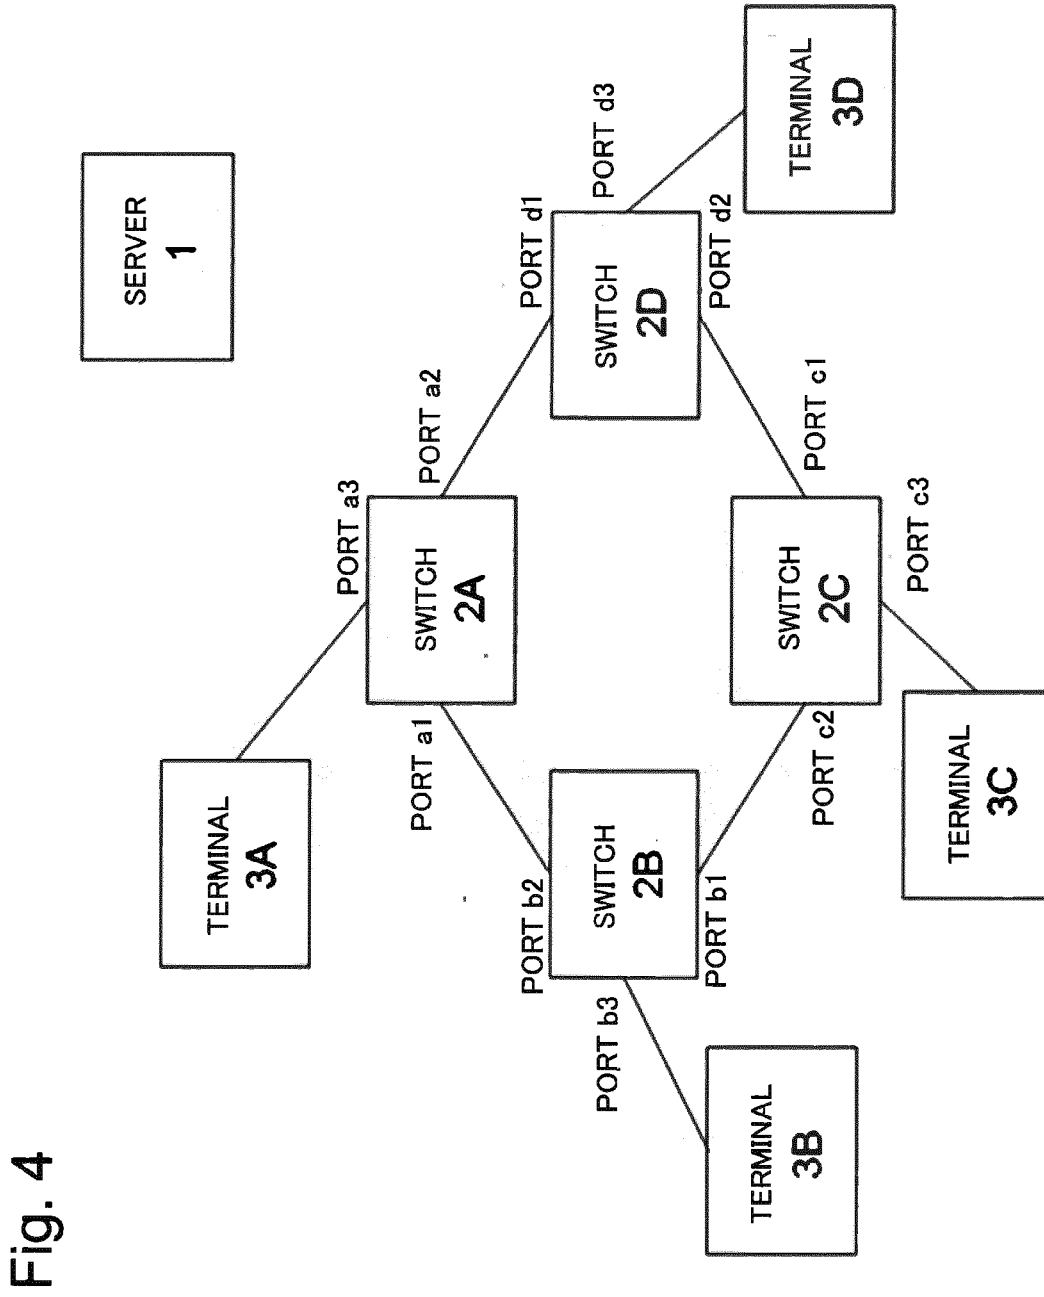 Fig. 4
SERVER
1
TERMINAL
3A
PORT a3
SWITCH
2A
PORT a1
PORT a2
PORT b2
PORT d1
PORT b3
SWITCH
2B
SWITCH
2D
PORT d3
PORT b1
PORT d2
TERMINAL
3B
PORT c2
SWITCH
2C
PORT c1
TERMINAL
3D
PORT c3
TERMINAL
3C